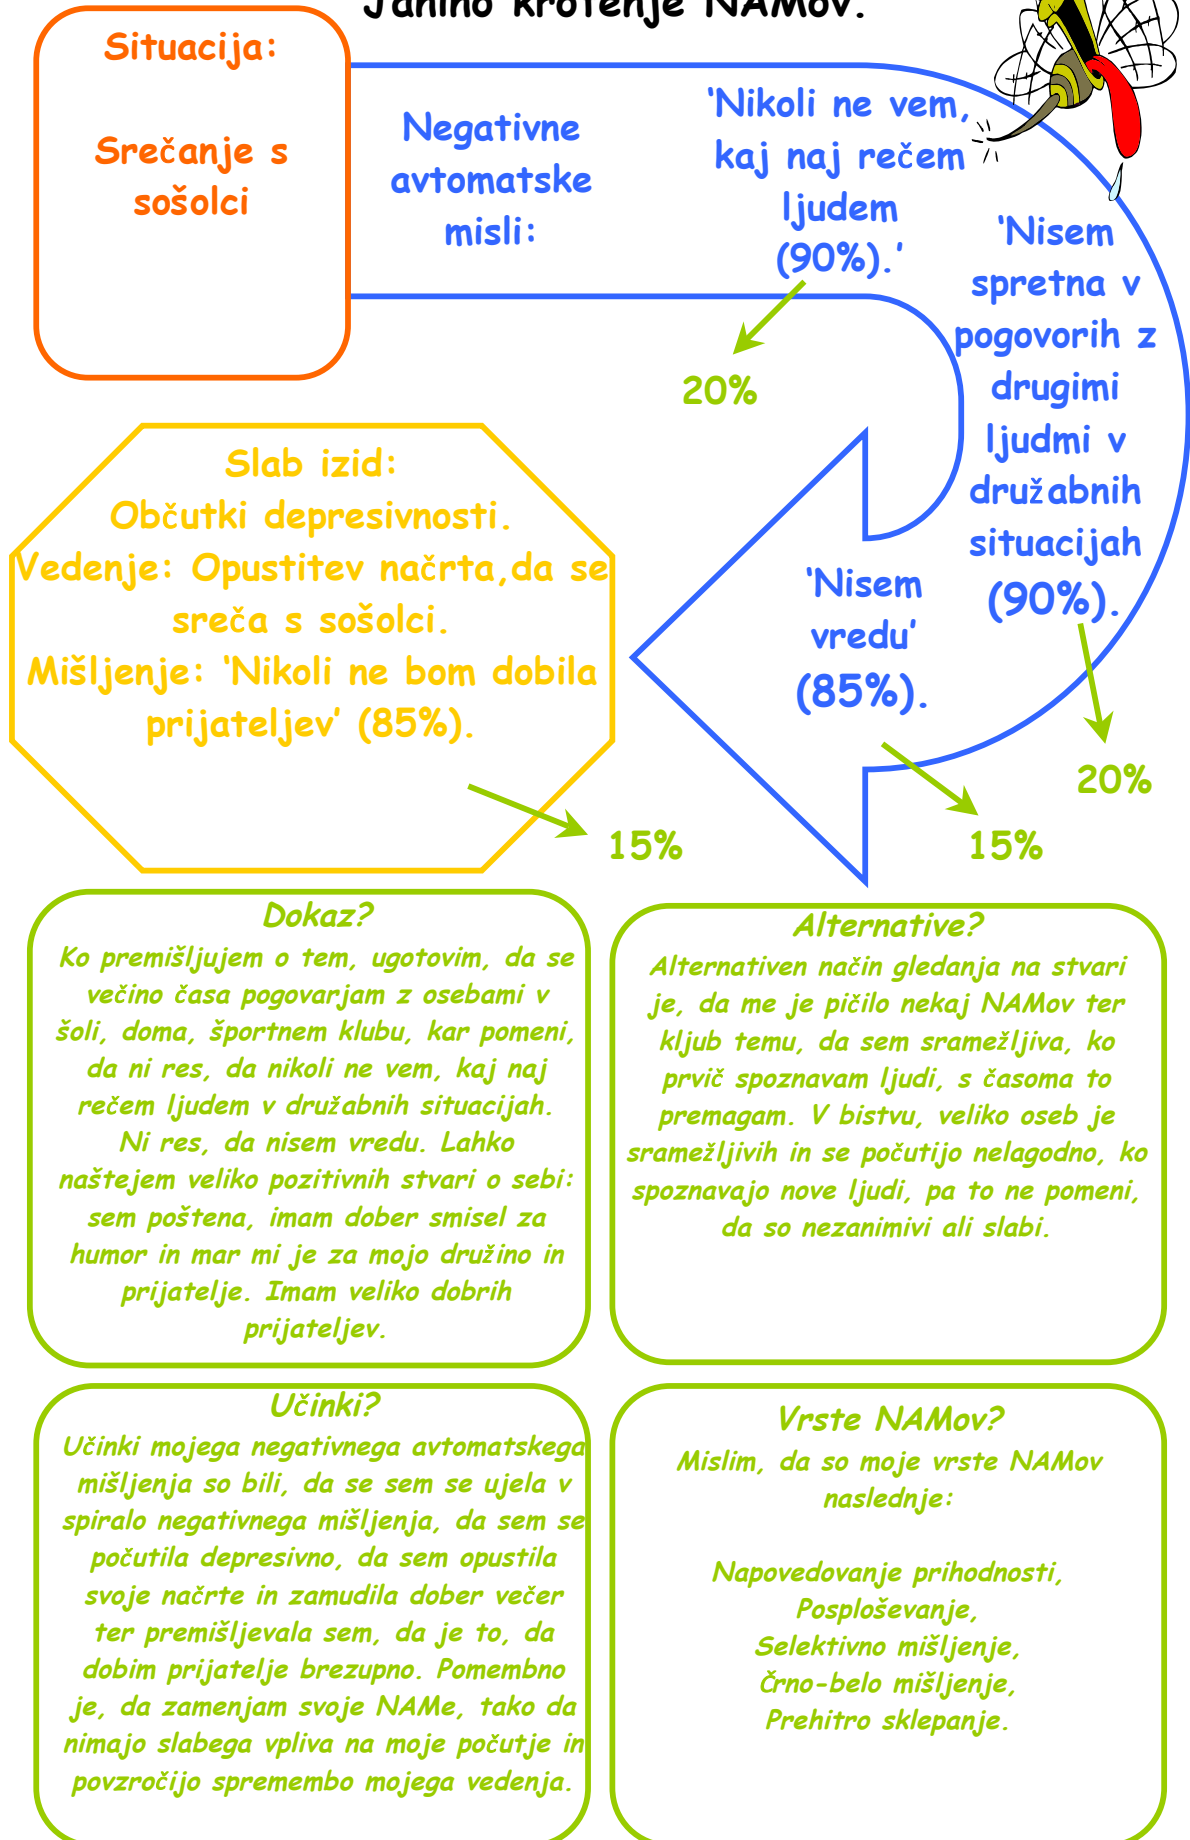 Janino krotenje NAMov.
Situacija:
Srečanje s
sošolci
Negativne
avtomatske
misli:
‘Nikoli ne vem,
kaj naj rečem
ljudem
(90%).’
20%
‘Nisem
spretna v
pogovorih z
drugimi
ljudmi v
družabnih
situacijah
(90%).
20%
‘Nisem
vredu’
(85%).
15%
Slab izid:
Občutki depresivnosti.
Vedenje: Opustitev načrta,da se
sreča s sošolci.
Mišljenje: ‘Nikoli ne bom dobila
prijateljev’ (85%).
15%
Dokaz?
Ko premišljujem o tem, ugotovim, da se
večino časa pogovarjam z osebami v
šoli, doma, športnem klubu, kar pomeni,
da ni res, da nikoli ne vem, kaj naj
rečem ljudem v družabnih situacijah.
Ni res, da nisem vredu. Lahko
naštejem veliko pozitivnih stvari o sebi:
sem poštena, imam dober smisel za
humor in mar mi je za mojo družino in
prijatelje. Imam veliko dobrih
prijateljev.
Alternative?
Alternativen način gledanja na stvari
je, da me je pičilo nekaj NAMov ter
kljub temu, da sem sramežljiva, ko
prvič spoznavam ljudi, s časoma to
premagam. V bistvu, veliko oseb je
sramežljivih in se počutijo nelagodno, ko
spoznavajo nove ljudi, pa to ne pomeni,
da so nezanimivi ali slabi.
Učinki?
Učinki mojega negativnega avtomatskega
mišljenja so bili, da se sem se ujela v
spiralo negativnega mišljenja, da sem se
počutila depresivno, da sem opustila
svoje načrte in zamudila dober večer
ter premišljevala sem, da je to, da
dobim prijatelje brezupno. Pomembno
je, da zamenjam svoje NAMe, tako da
nimajo slabega vpliva na moje počutje in
povzročijo spremembo mojega vedenja.
Vrste NAMov?
Mislim, da so moje vrste NAMov
naslednje:
Napovedovanje prihodnosti,
Posploševanje,
Selektivno mišljenje,
Črno-belo mišljenje,
Prehitro sklepanje.